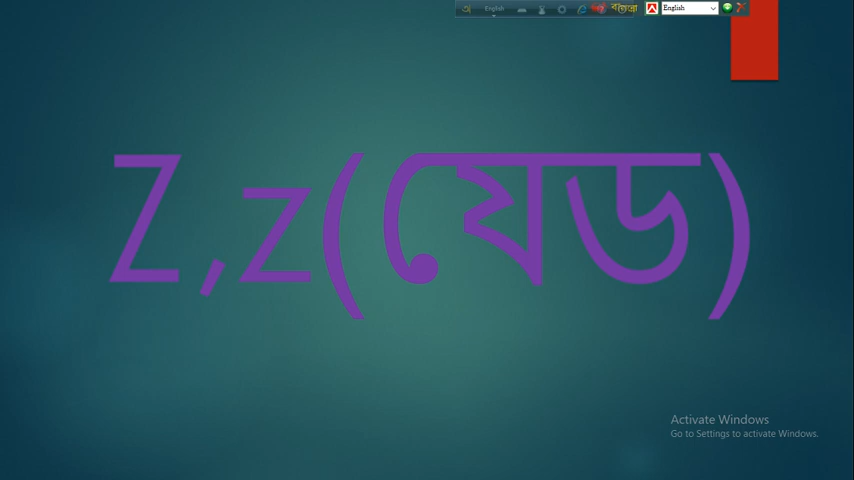 English English
Z,z(যেড)
Activate Windows
Go to Settings to activate Windows.